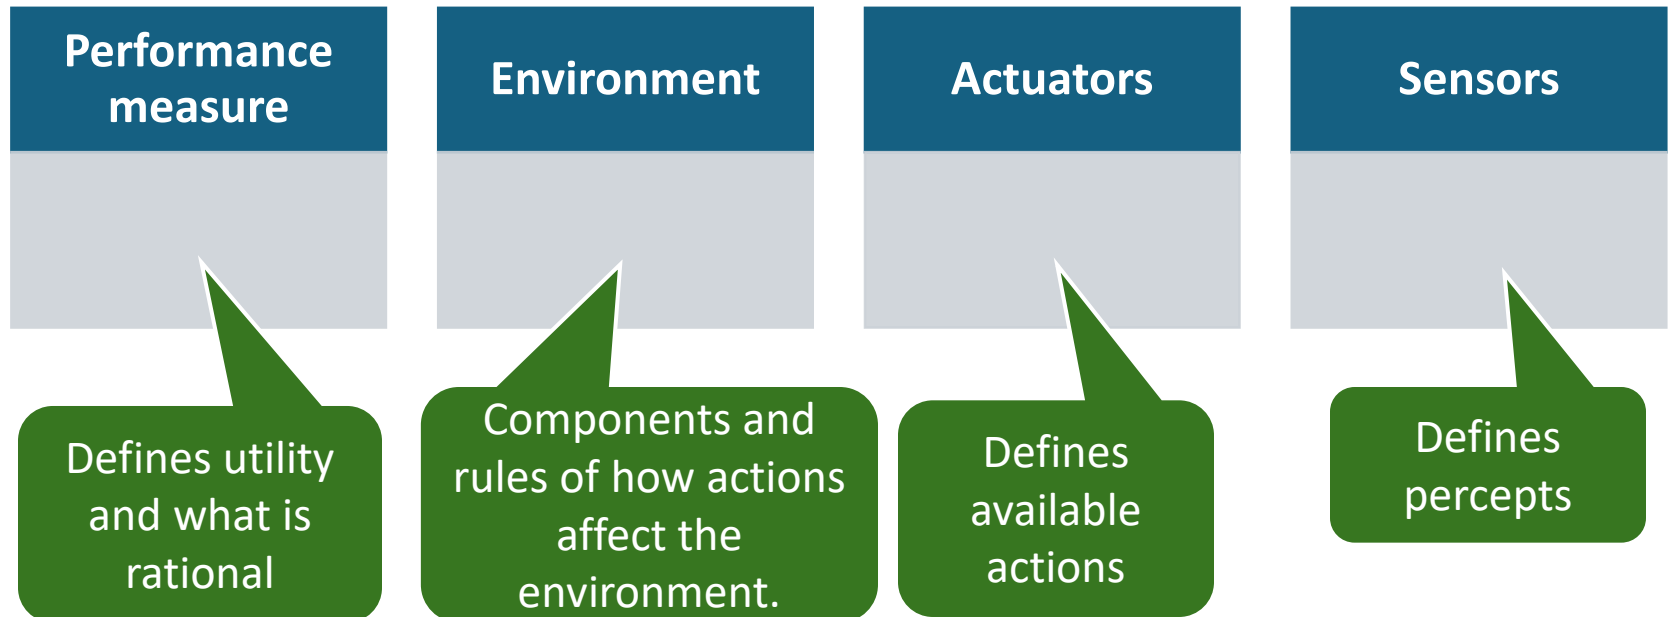 Performance
measure
Environment
Actuators
Sensors
Defines utility
and what is
rational
Components and
rules of how actions
affect the
environment.
Defines
available
actions
Defines
percepts